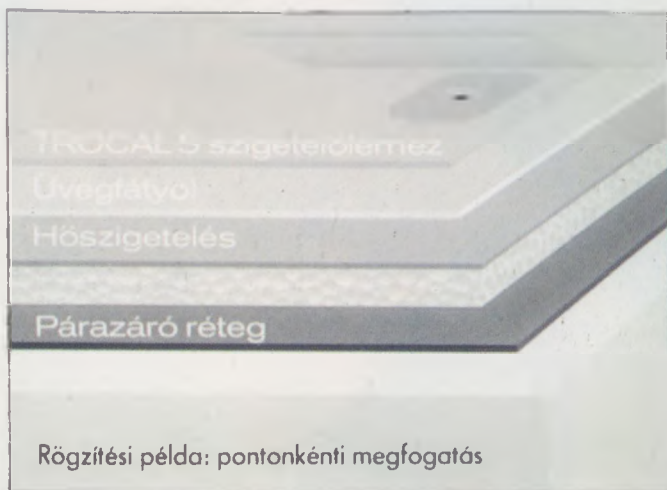 TROCAL S szigetelőlemez
Üvegfátyol
Hőszigetelés
Párazáró réteg
Rögzítési példa: pontonkénti megfogatás